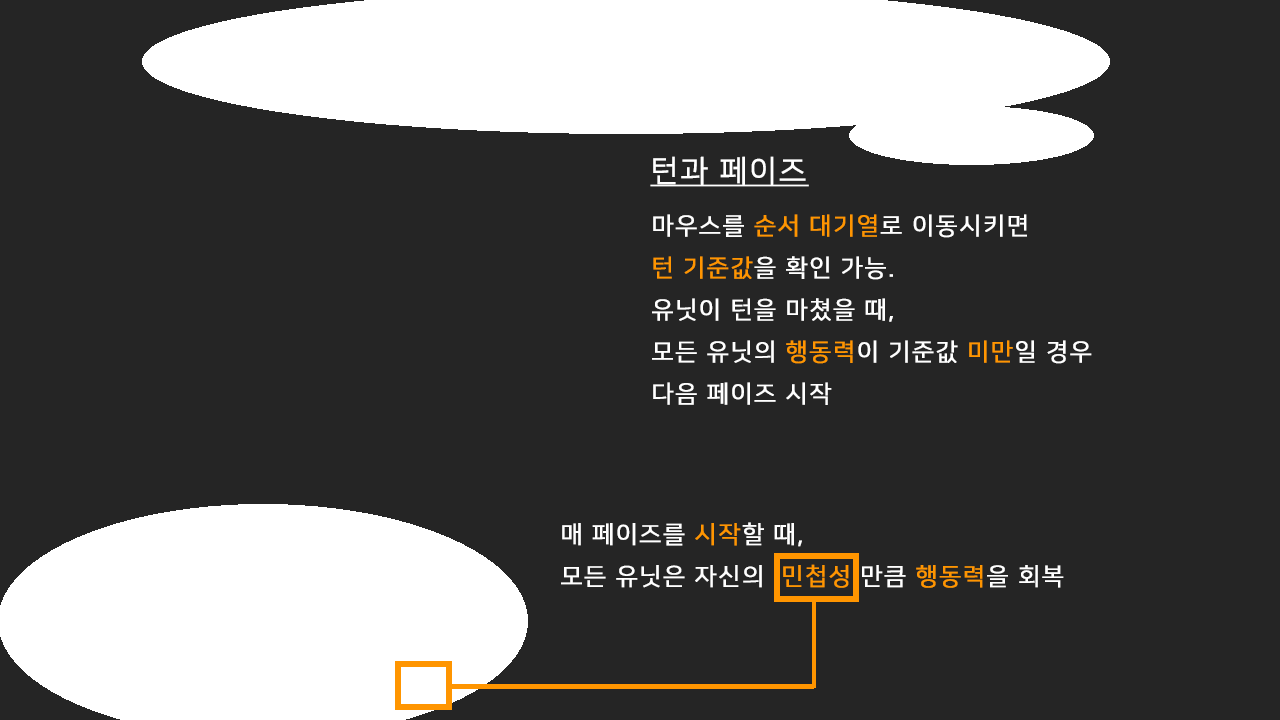 턴과 페이즈
마우스를 순서 대기열로 이동시키면
턴 기준값을 확인 가능.
유닛이 턴을 마쳤을 때,
모든 유닛의 행동력이 기준값 미만일 경우
다음 페이즈 시작
매 페이즈를 시작할 때,
모든 유닛은 자신의 민첩성 만큼 행동력을 회복